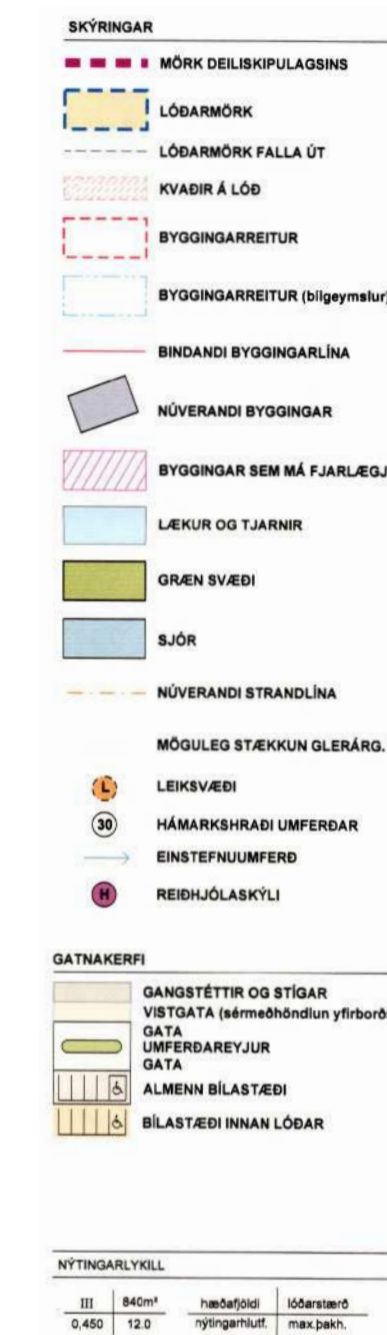 SKÝRINGAR
MÖRK DEILISKIPULAGSINS
LÓÐARMÖRK
LÓÐARMÖRK FALLA ÚT
KVAÐIR Á LÓÐ
BYGGINGARREITUR
BYGGINGARREITUR (bílgeymslur)
BINDANDI BYGGINGARLÍNA
NÚVERANDI BYGGINGAR
BYGGINGAR SEM MÁ FJARLÆGJ
LÆKUR OG TJARNIR
GRÆN SVÆÐI
SJÓR
NÚVERANDI STRANDLÍNA
MÖGULEG STÆKKUN GLERÁRG.
L LEIKSVÆÐI
30 HÁMARKSHRAÐI UMFERÐAR
EINSTEFNUUMFERÐ
H REIÐHJÓLASKÝLI
GATNAKERFI
GANGSTÉTTIR OG STÍGAR
VISTGATA (sérmeðhöndlun yfirborðs
GATA
UMFERÐAREYJUR
GATA
ALMENN BÍLASTÆÐI
BÍLASTÆÐI INNAN LÓÐAR
NÝTINGARLYKILL
III 840m² hæðafjöldi lóðarstærð
0,450 12.0 nýtingarhlutf. max.þakh.